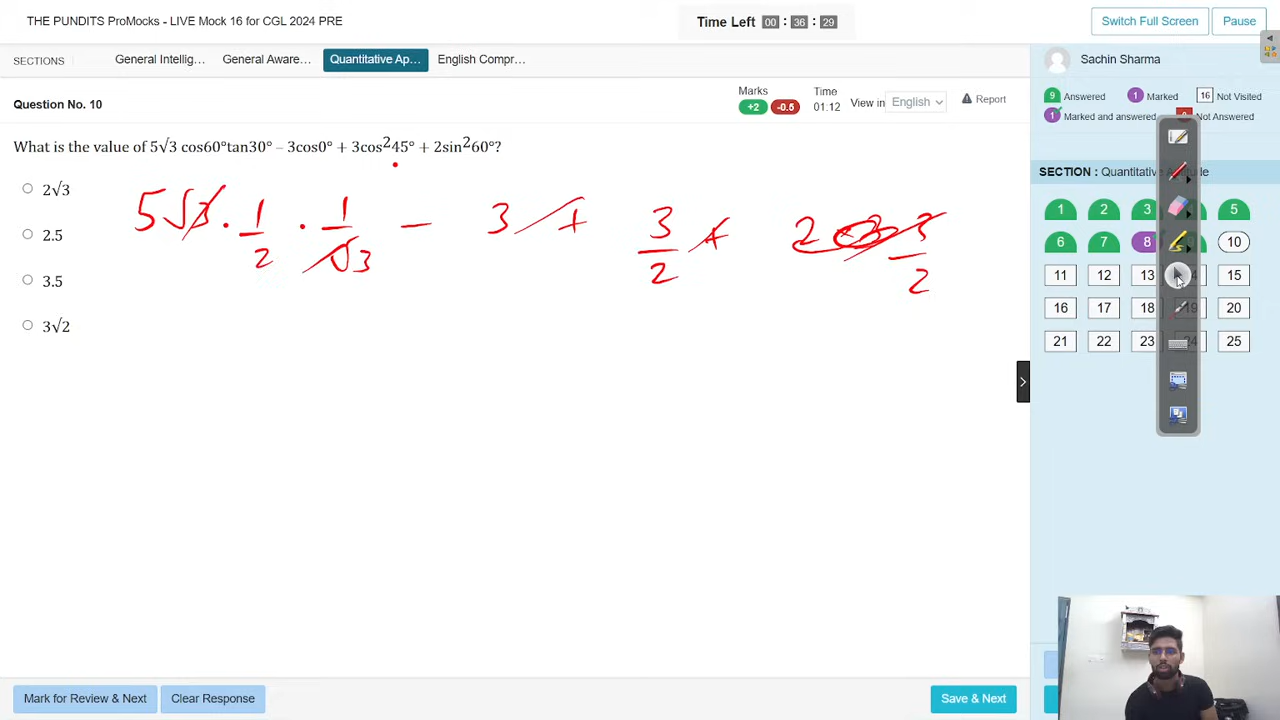 THE PUNDITS ProMocks - LIVE Mock 16 for CGL 2024 PRE
Time Left 00 : 36 : 29
Switch Full Screen
Pause
SECTIONS
General Intellig...
General Aware...
Quantitative Ap...
English Compr...
Sachin Sharma
Question No. 10
Marks
+2 -0.5
Time
01:12
View in English
Report
9 Answered
1 Marked
16 Not Visited
1 Marked and answered
Not Answered
What is the value of 5√3 cos60°tan30° – 3cos0° + 3cos²45° + 2sin²60°?
2√3
2.5
3.5
3√2
5√3 · 1/2 · 1/√3 – 3 + 3/2 + 3/2
SECTION : Quantitative Aptitude
1 2 3 5
6 7 8 10
11 12 13 15
16 17 18 19 20
21 22 23 24 25
Mark for Review & Next
Clear Response
Save & Next